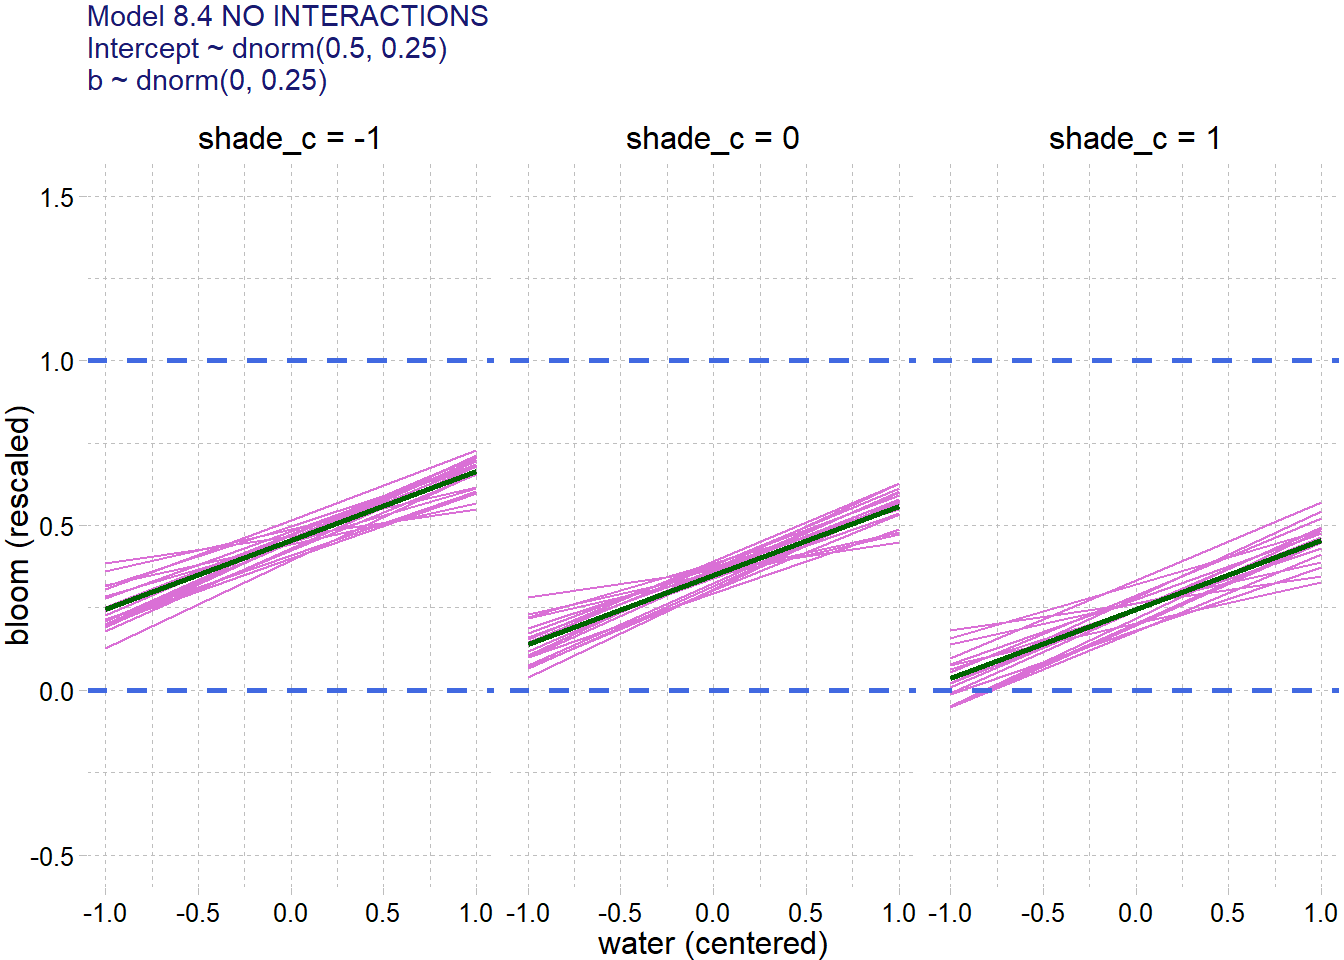 Model 8.4 NO INTERACTIONS
Intercept ~ dnorm(0.5, 0.25)
b ~ dnorm(0, 0.25)
shade_c = -1 shade_c = 0 shade_c = 1
1.5
1.0
0.5
0.0
-0.5
bloom (rescaled)
-1.0 -0.5 0.0 0.5 1.0 -1.0 -0.5 0.0 0.5 1.0 -1.0 -0.5 0.0 0.5 1.0
water (centered)